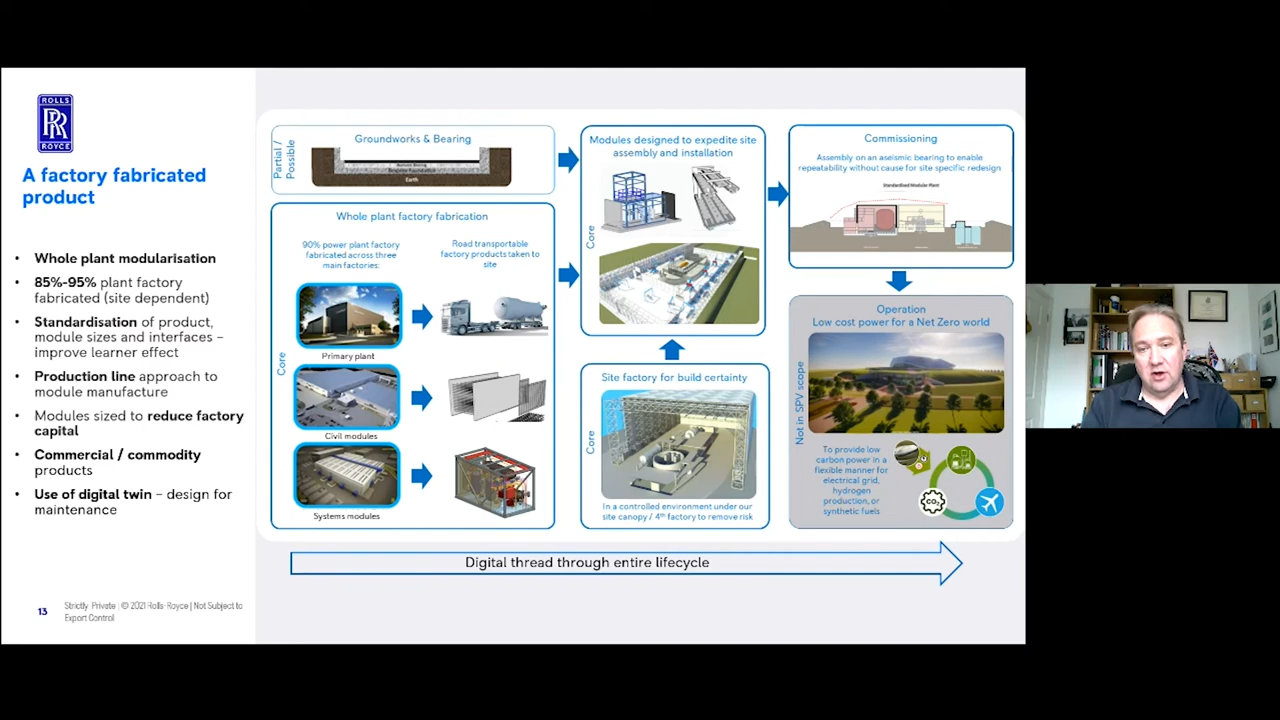 ROLLS
RR
ROYCE
A factory fabricated
product
• Whole plant modularisation
• 85%-95% plant factory
fabricated (site dependent)
• Standardisation of product,
module sizes and interfaces –
improve learner effect
• Production line approach to
module manufacture
• Modules sized to reduce factory
capital
• Commercial / commodity
products
• Use of digital twin – design for
maintenance
13
Strictly Private | © 2021 Rolls-Royce | Not Subject to
Export Control
Partial /
Possible
Groundworks & Bearing
Earth
Core
Whole plant factory fabrication
90% power plant factory
fabricated across three
main factories:
Road transportable
factory products taken to
site
Primary plant
Civil modules
Systems modules
Core
Modules designed to expedite site
assembly and installation
Core
Site factory for build certainty
In a controlled environment under our
site canopy / 4th factory to remove risk
Commissioning
Assembly on an aseismic bearing to enable
repeatability without cause for site specific redesign
Standardised Modular Plant
Not in SPV scope
Operation
Low cost power for a Net Zero world
To provide low
carbon power in a
flexible manner for
electrical grid,
hydrogen
production, or
synthetic fuels
CO2
Digital thread through entire lifecycle